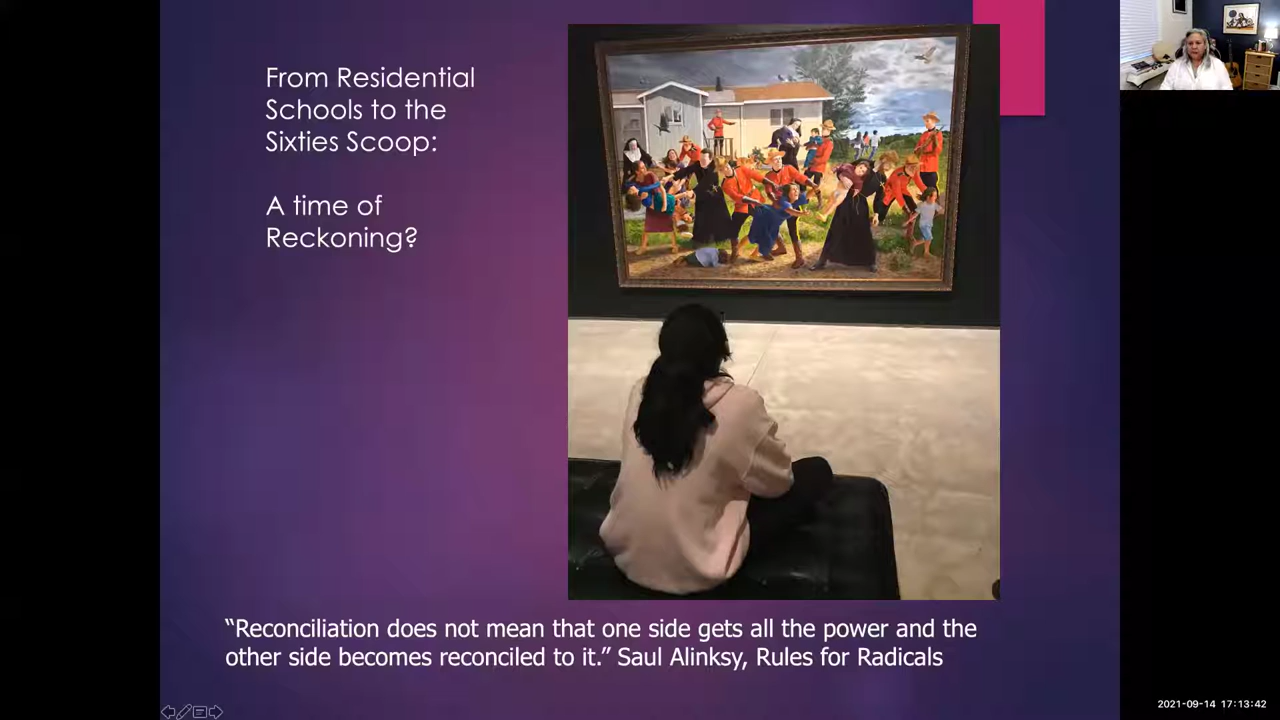 From Residential
Schools to the
Sixties Scoop:
A time of
Reckoning?
“Reconciliation does not mean that one side gets all the power and the
other side becomes reconciled to it.” Saul Alinksy, Rules for Radicals
2021-09-14 17:13:42